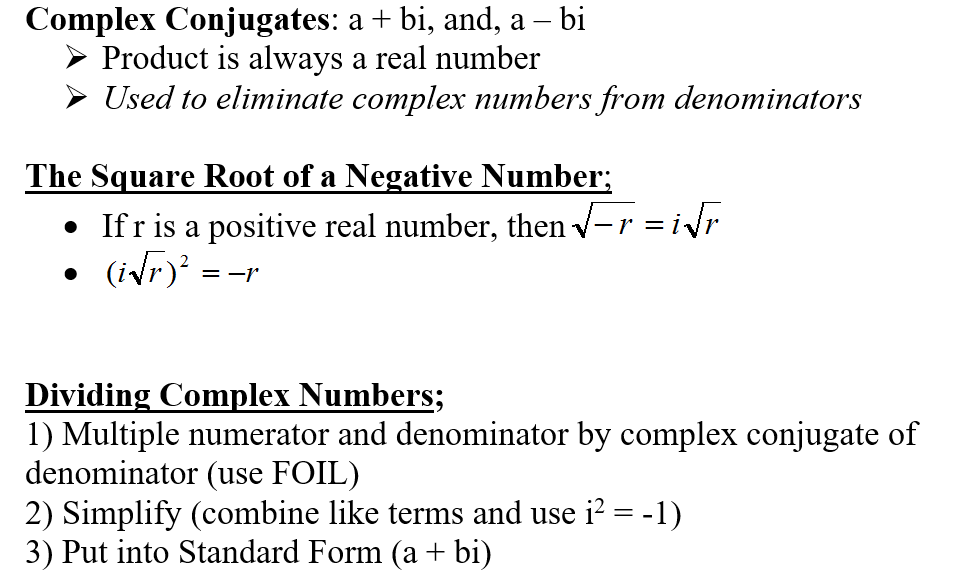 Complex Conjugates: a + bi, and, a – bi
➢ Product is always a real number
➢ Used to eliminate complex numbers from denominators
The Square Root of a Negative Number;
• If r is a positive real number, then √−r = i√r
• (i√r)² = −r
Dividing Complex Numbers;
1) Multiple numerator and denominator by complex conjugate of
denominator (use FOIL)
2) Simplify (combine like terms and use i² = -1)
3) Put into Standard Form (a + bi)